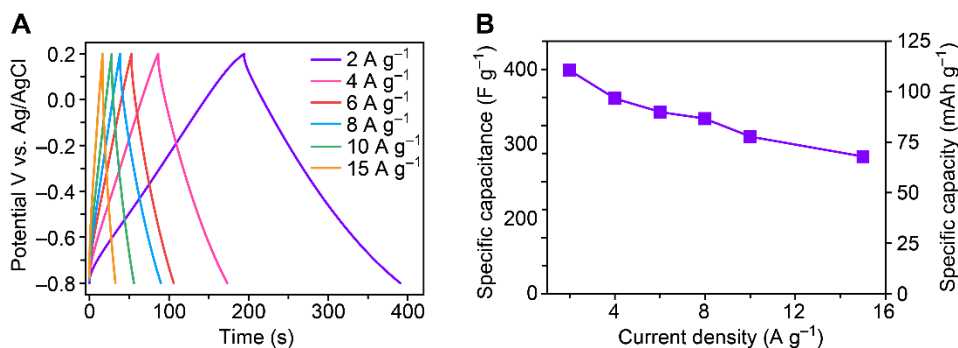 A
Potential V vs. Ag/AgCl
0.2
0.0
–0.2
–0.4
–0.6
–0.8
2 A g⁻¹
4 A g⁻¹
6 A g⁻¹
8 A g⁻¹
10 A g⁻¹
15 A g⁻¹
0 100 200 300 400
Time (s)
B
Specific capacitance (F g⁻¹)
400
300
200
0
0 4 8 12 16
Current density (A g⁻¹)
125
100
75
50
25
0
Specific capacity (mAh g⁻¹)